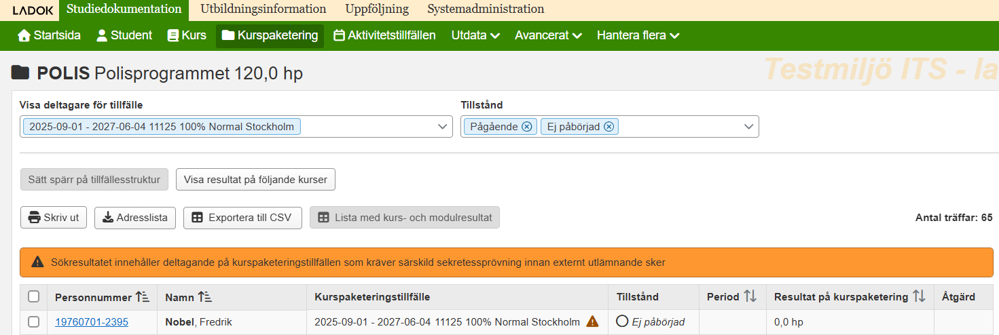 LADOK Studiedokumentation Utbildningsinformation Uppföljning Systemadministration
Startsida Student Kurs Kurspaketering Aktivitetstillfällen Utdata Avancerat Hantera flera
POLIS Polisprogrammet 120,0 hp
Testmiljö ITS - la
Visa deltagare för tillfälle Tillstånd
2025-09-01 - 2027-06-04 11125 100% Normal Stockholm Pågående Ej påbörjad
Sätt spärr på tillfällesstruktur Visa resultat på följande kurser
Skriv ut Adresslista Exportera till CSV Lista med kurs- och modulresultat Antal träffar: 65
Sökresultatet innehåller deltagande på kurspaketeringstillfällen som kräver särskild sekretessprövning innan externt utlämnande sker
Personnummer Namn Kurspaketeringstillfälle Tillstånd Period Resultat på kurspaketering Åtgärd
19760701-2395 Nobel, Fredrik 2025-09-01 - 2027-06-04 11125 100% Normal Stockholm Ej påbörjad 0,0 hp